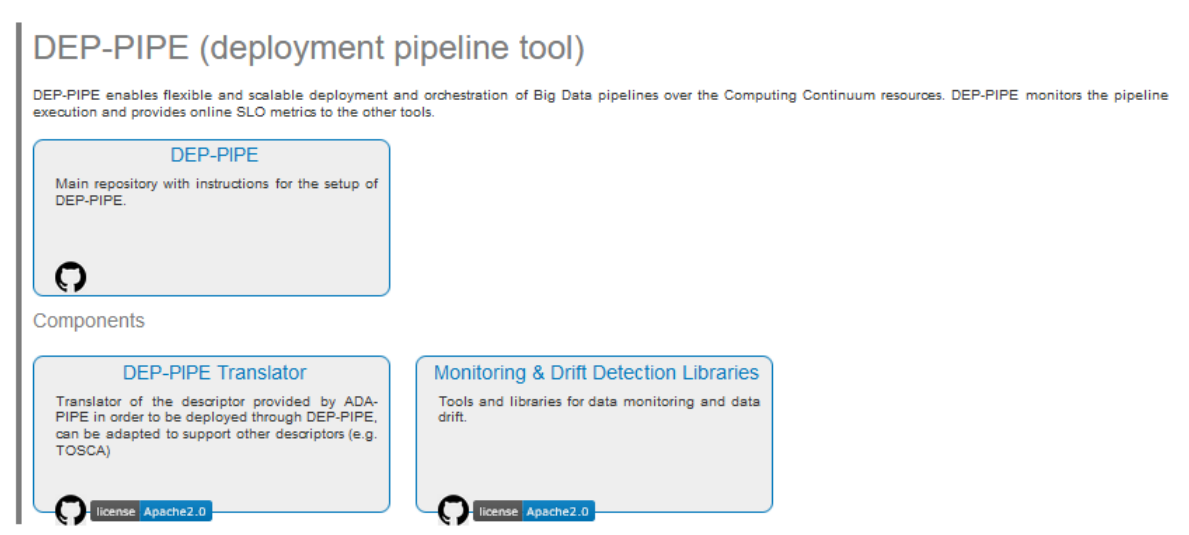 DEP-PIPE (deployment pipeline tool)
DEP-PIPE enables flexible and scalable deployment and orchestration of Big Data pipelines over the Computing Continuum resources. DEP-PIPE monitors the pipeline
execution and provides online SLO metrics to the other tools.
DEP-PIPE
Main repository with instructions for the setup of
DEP-PIPE.
Components
DEP-PIPE Translator
Translator of the descriptor provided by ADA-
PIPE in order to be deployed through DEP-PIPE,
can be adapted to support other descriptors (e.g.
TOSCA)
license Apache2.0
Monitoring & Drift Detection Libraries
Tools and libraries for data monitoring and data
drift.
license Apache2.0